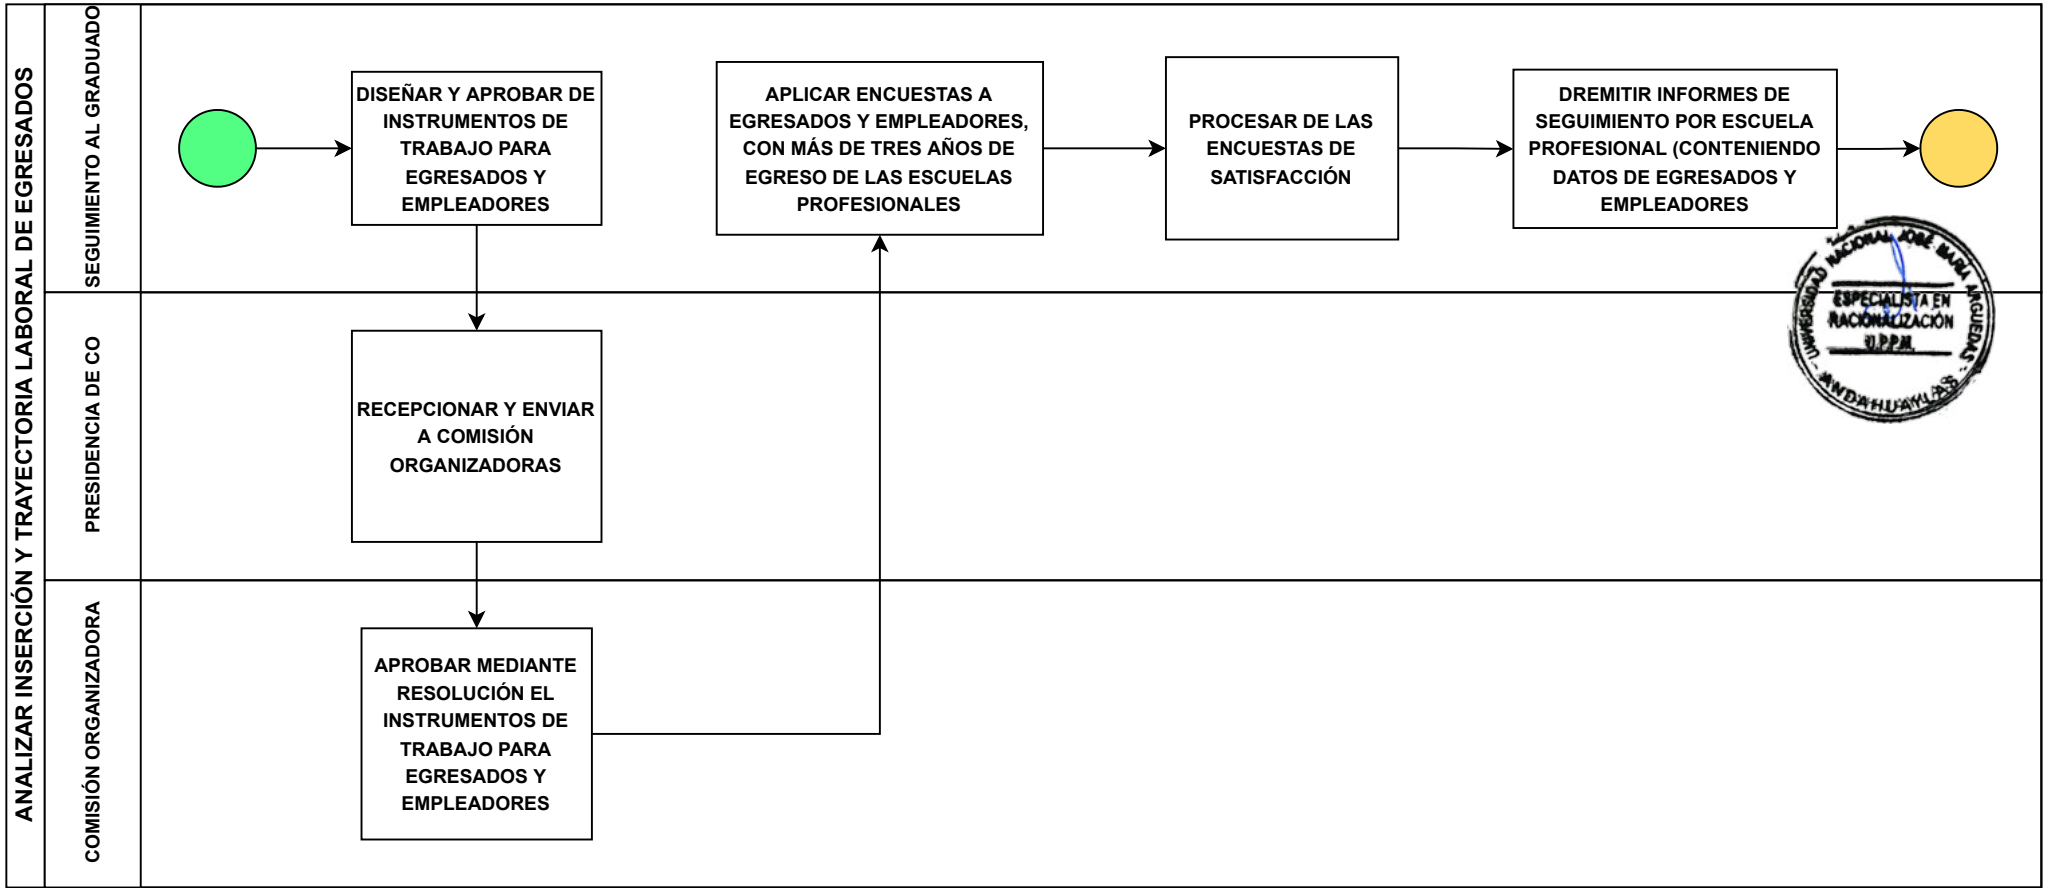 ANALIZAR INSERCIÓN Y TRAYECTORIA LABORAL DE EGRESADOS
SEGUIMIENTO AL GRADUADO
DISEÑAR Y APROBAR DE
INSTRUMENTOS DE
TRABAJO PARA
EGRESADOS Y
EMPLEADORES
APLICAR ENCUESTAS A
EGRESADOS Y EMPLEADORES,
CON MÁS DE TRES AÑOS DE
EGRESO DE LAS ESCUELAS
PROFESIONALES
PROCESAR DE LAS
ENCUESTAS DE
SATISFACCIÓN
DREMITIR INFORMES DE
SEGUIMIENTO POR ESCUELA
PROFESIONAL (CONTENIENDO
DATOS DE EGRESADOS Y
EMPLEADORES
UNIVERSIDAD NACIONAL JOSÉ MARÍA ARGUEDAS
ESPECIALISTA EN
RACIONALIZACIÓN
U.P.P.M.
- ANDAHUAYLAS -
PRESIDENCIA DE CO
RECEPCIONAR Y ENVIAR
A COMISIÓN
ORGANIZADORAS
COMISIÓN ORGANIZADORA
APROBAR MEDIANTE
RESOLUCIÓN EL
INSTRUMENTOS DE
TRABAJO PARA
EGRESADOS Y
EMPLEADORES